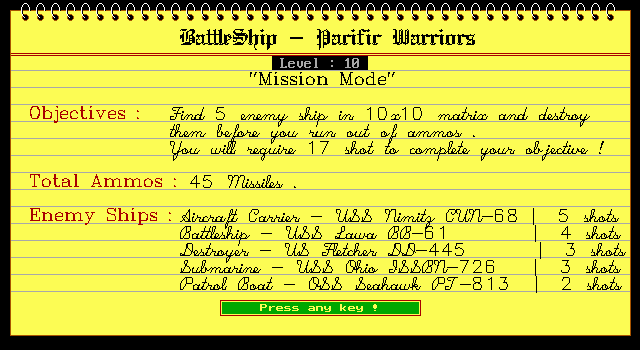 BattleShip - Pacific Warriors
Level : 10
"Mission Mode"
Objectives : Find 5 enemy ship in 10x10 matrix and destroy
them before you run out of ammos .
You will require 17 shot to complete your objective !
Total Ammos : 45 Missiles .
Enemy Ships : Aircraft Carrier - USS Nimitz CVN-68 | 5 shots
Battleship - USS Lawa BB-61 | 4 shots
Destroyer - US Fletcher DD-445 | 3 shots
Submarine - USS Ohio ISSBN-726 | 3 shots
Patrol Boat - OSS Seahawk PT-813 | 2 shots
Press any key !